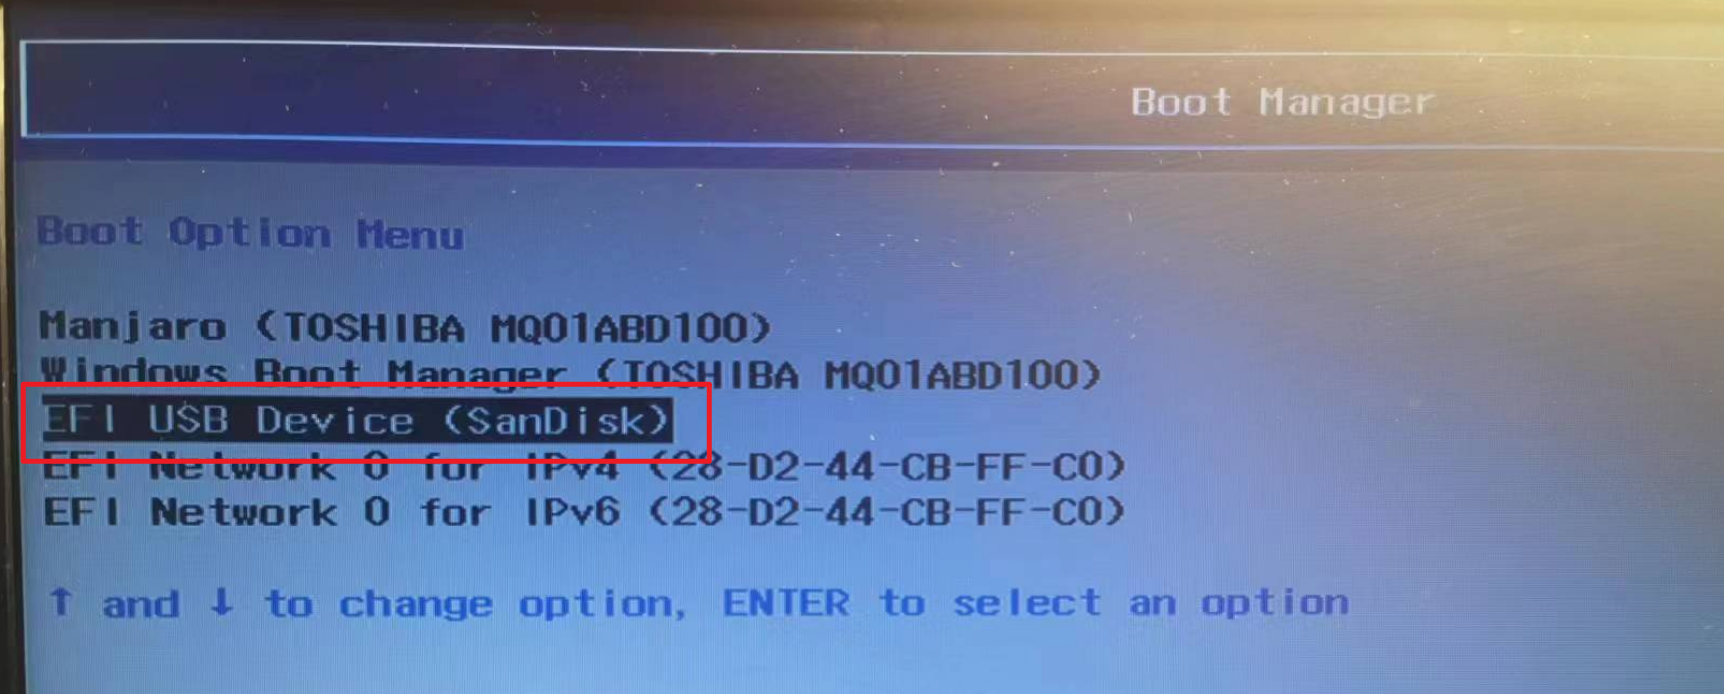 Boot Manager
Boot Option Menu
Manjaro (TOSHIBA MQ01ABD100)
Windows Boot Manager (TOSHIBA MQ01ABD100)
EFI USB Device (SanDisk)
EFI Network 0 for IPv4 (28-D2-44-CB-FF-C0)
EFI Network 0 for IPv6 (28-D2-44-CB-FF-C0)
↑ and ↓ to change option, ENTER to select an option